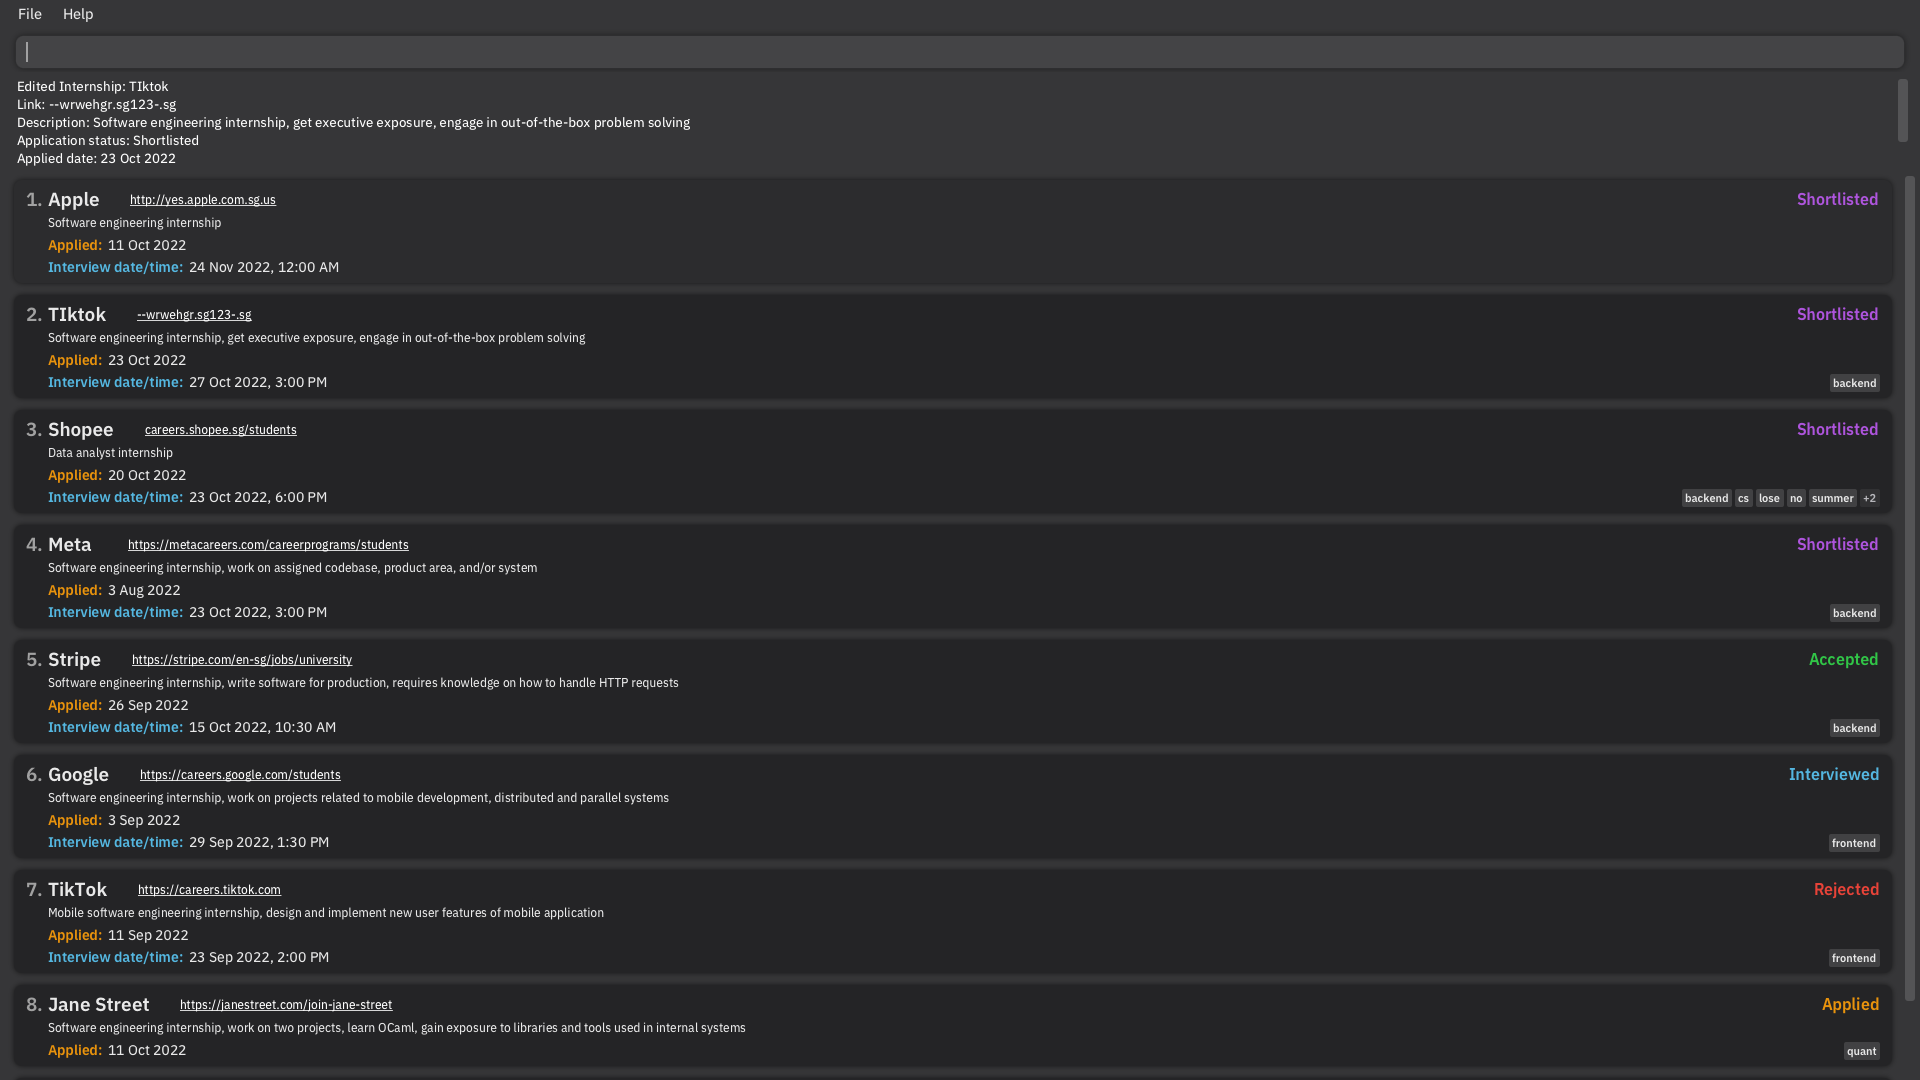 File Help
Edited Internship: TIktok
Link: --wrwehgr.sg123-.sg
Description: Software engineering internship, get executive exposure, engage in out-of-the-box problem solving
Application status: Shortlisted
Applied date: 23 Oct 2022
1. Apple http://yes.apple.com.sg.us Shortlisted
Software engineering internship
Applied: 11 Oct 2022
Interview date/time: 24 Nov 2022, 12:00 AM
2. TIktok --wrwehgr.sg123-.sg Shortlisted
Software engineering internship, get executive exposure, engage in out-of-the-box problem solving
Applied: 23 Oct 2022
Interview date/time: 27 Oct 2022, 3:00 PM backend
3. Shopee careers.shopee.sg/students Shortlisted
Data analyst internship
Applied: 20 Oct 2022
Interview date/time: 23 Oct 2022, 6:00 PM backend cs lose no summer +2
4. Meta https://metacareers.com/careerprograms/students Shortlisted
Software engineering internship, work on assigned codebase, product area, and/or system
Applied: 3 Aug 2022
Interview date/time: 23 Oct 2022, 3:00 PM backend
5. Stripe https://stripe.com/en-sg/jobs/university Accepted
Software engineering internship, write software for production, requires knowledge on how to handle HTTP requests
Applied: 26 Sep 2022
Interview date/time: 15 Oct 2022, 10:30 AM backend
6. Google https://careers.google.com/students Interviewed
Software engineering internship, work on projects related to mobile development, distributed and parallel systems
Applied: 3 Sep 2022
Interview date/time: 29 Sep 2022, 1:30 PM frontend
7. TikTok https://careers.tiktok.com Rejected
Mobile software engineering internship, design and implement new user features of mobile application
Applied: 11 Sep 2022
Interview date/time: 23 Sep 2022, 2:00 PM frontend
8. Jane Street https://janestreet.com/join-jane-street Applied
Software engineering internship, work on two projects, learn OCaml, gain exposure to libraries and tools used in internal systems
Applied: 11 Oct 2022 quant